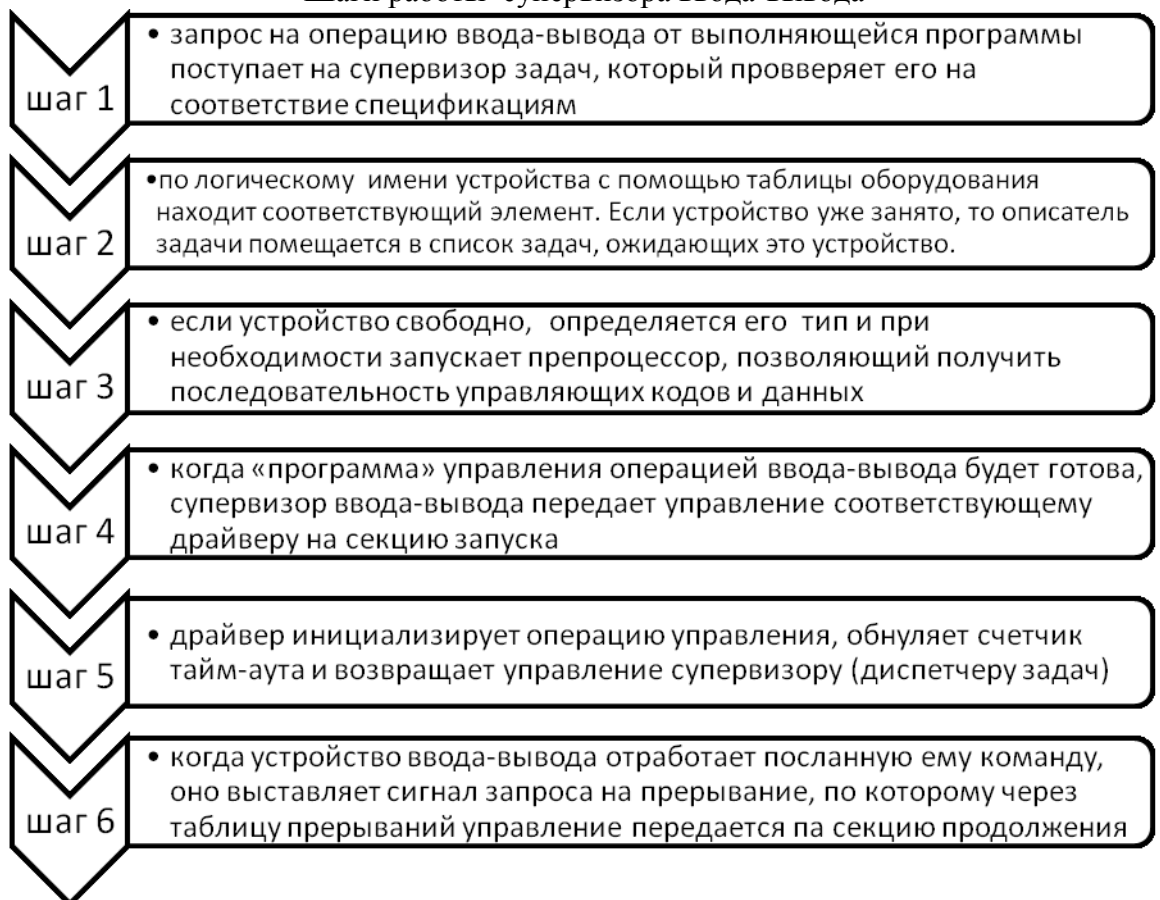 Шаги работы супервизора ввода-вывода
шаг 1
• запрос на операцию ввода-вывода от выполняющейся программы
поступает на супервизор задач, который провверяет его на
соответствие спецификациям
шаг 2
•по логическому имени устройства с помощью таблицы оборудования
находит соответствующий элемент. Если устройство уже занято, то описатель
задачи помещается в список задач, ожидающих это устройство.
шаг 3
• если устройство свободно, определяется его тип и при
необходимости запускает препроцессор, позволяющий получить
последовательность управляющих кодов и данных
шаг 4
• когда «программа» управления операцией ввода-вывода будет готова,
супервизор ввода-вывода передает управление соответствующему
драйверу на секцию запуска
шаг 5
• драйвер инициализирует операцию управления, обнуляет счетчик
тайм-аута и возвращает управление супервизору (диспетчеру задач)
шаг 6
• когда устройство ввода-вывода отработает посланную ему команду,
оно выставляет сигнал запроса на прерывание, по которому через
таблицу прерываний управление передается па секцию продолжения